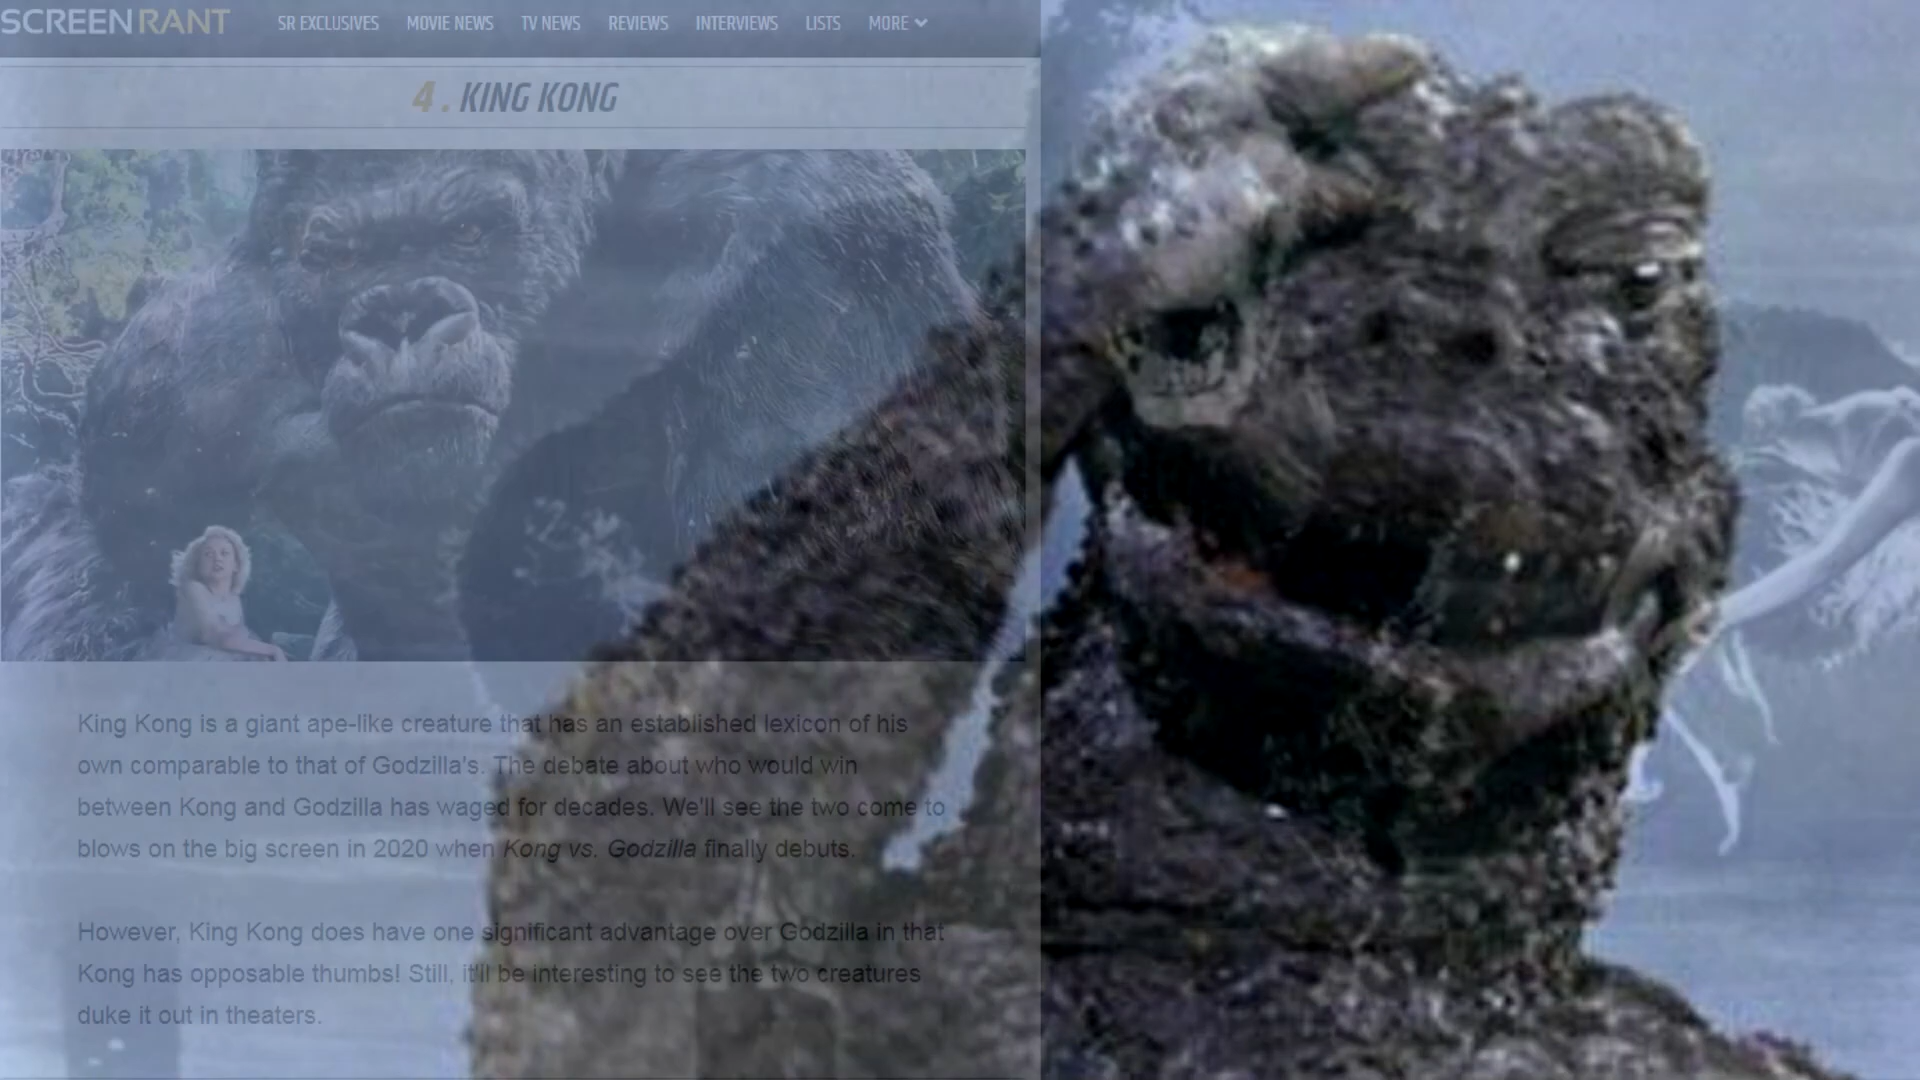 SCREENRANT SR EXCLUSIVES MOVIE NEWS TV NEWS REVIEWS INTERVIEWS LISTS MORE
4. KING KONG
King Kong is a giant ape-like creature that has an established lexicon of his
own comparable to that of Godzilla's. The debate about who would win
between Kong and Godzilla has waged for decades. We'll see the two come to
blows on the big screen in 2020 when Kong vs. Godzilla finally debuts.
However, King Kong does have one significant advantage over Godzilla in that
Kong has opposable thumbs! Still, it'll be interesting to see the two creatures
duke it out in theaters.